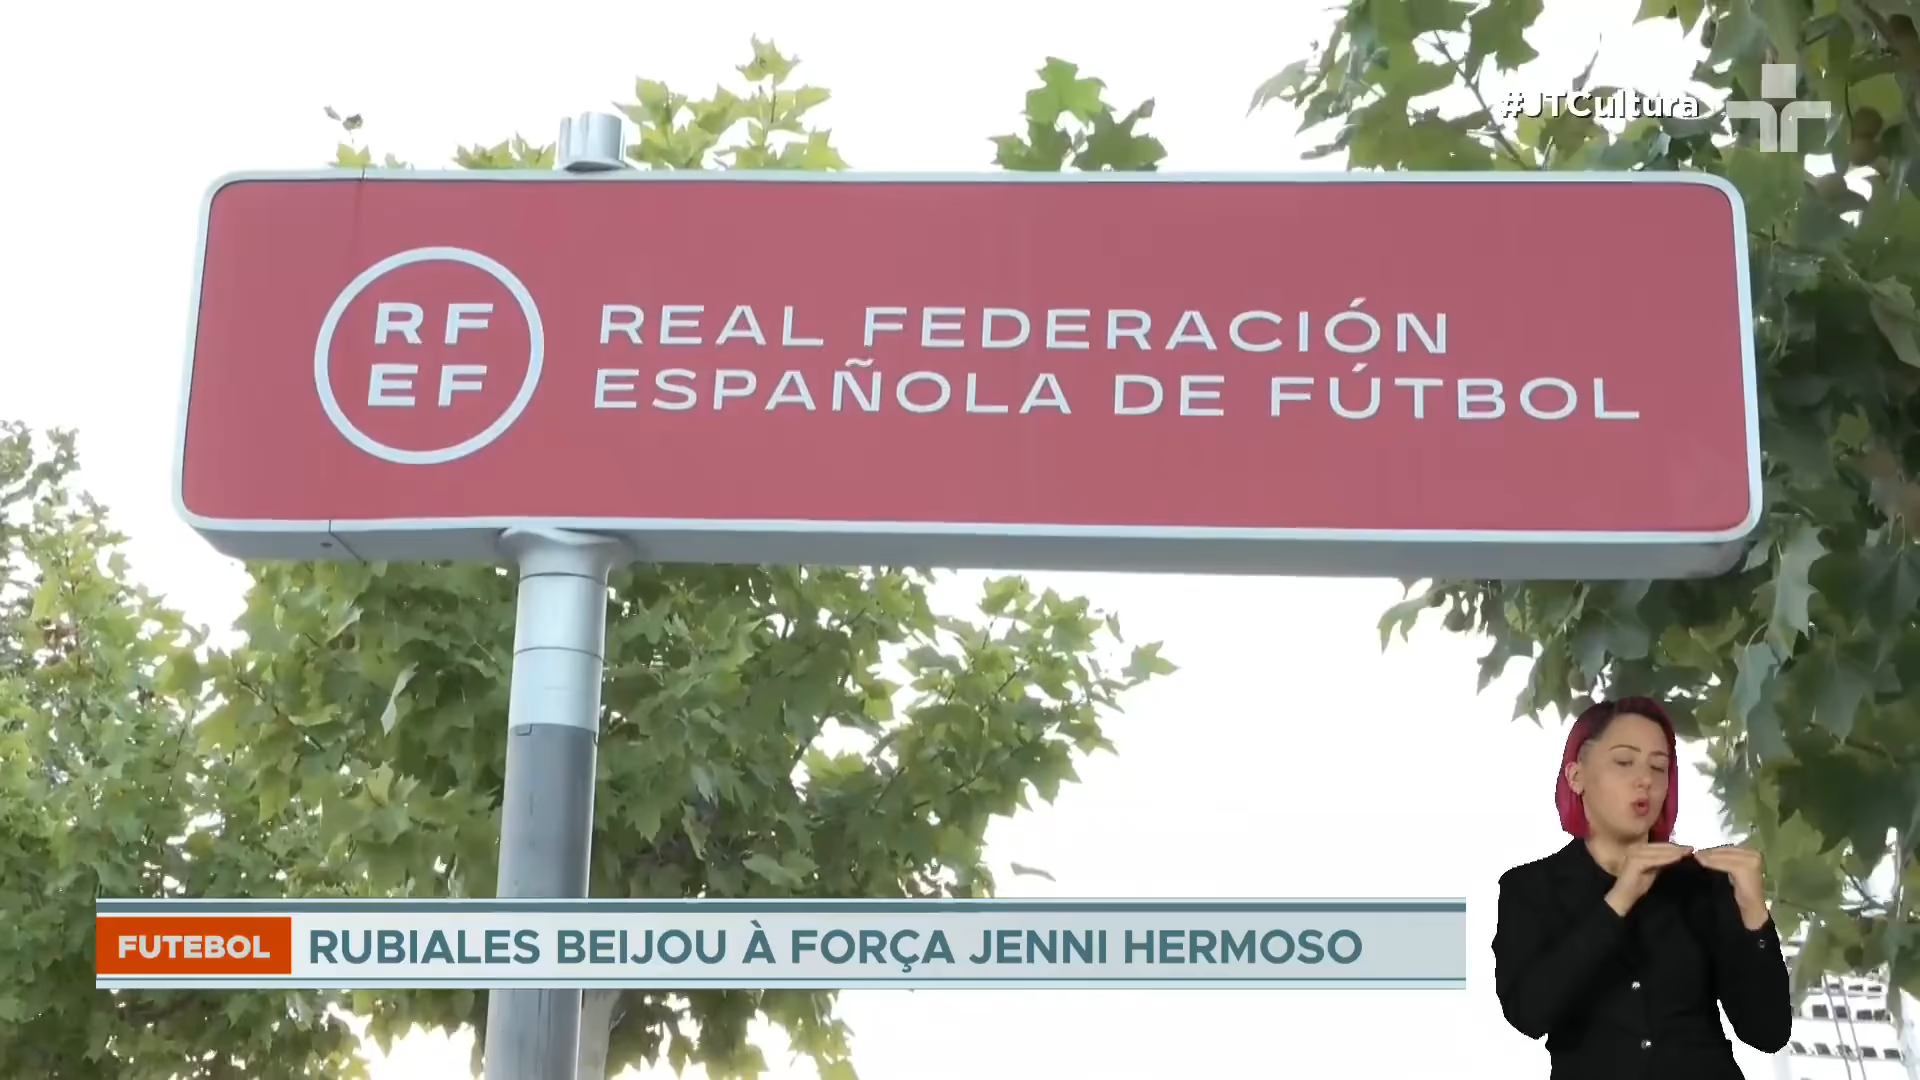 #JTCultura
RF
EF
REAL FEDERACIÓN
ESPAÑOLA DE FÚTBOL
FUTEBOL
RUBIALES BEIJOU À FORÇA JENNI HERMOSO